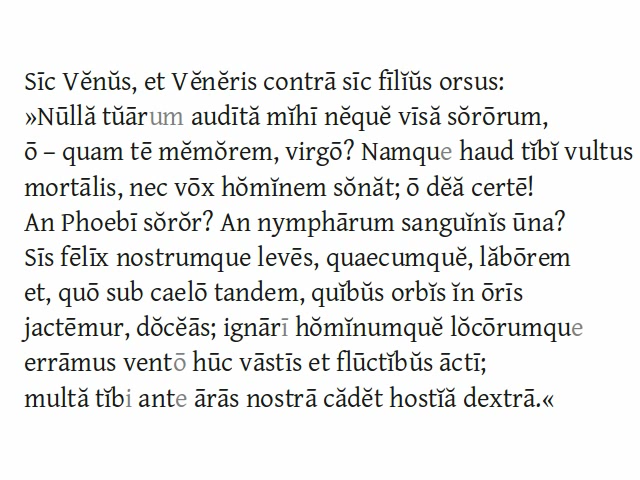 Sīc Vĕnŭs, et Vĕnĕris contrā sīc fīlĭŭs orsus:
»Nūllă tŭārum audītă mĭhī nĕquĕ vīsă sŏrōrum,
ō – quam tē mĕmŏrem, virgō? Namque haud tĭbĭ vultus
mortālis, nec vōx hŏmĭnem sŏnăt; ō dĕă certē!
An Phoebī sŏrŏr? An nymphārum sanguĭnĭs ūna?
Sīs fēlīx nostrumque levēs, quaecumquĕ, lăbōrem
et, quō sub caelō tandem, quĭbŭs orbĭs ĭn ōrīs
jactēmur, dŏcĕās; ignārī hŏmĭnumquĕ lŏcōrumque
errāmus ventō hūc vāstīs et flūctĭbŭs āctī;
multă tĭbi ante ārās nostrā cădĕt hostĭă dextrā.«